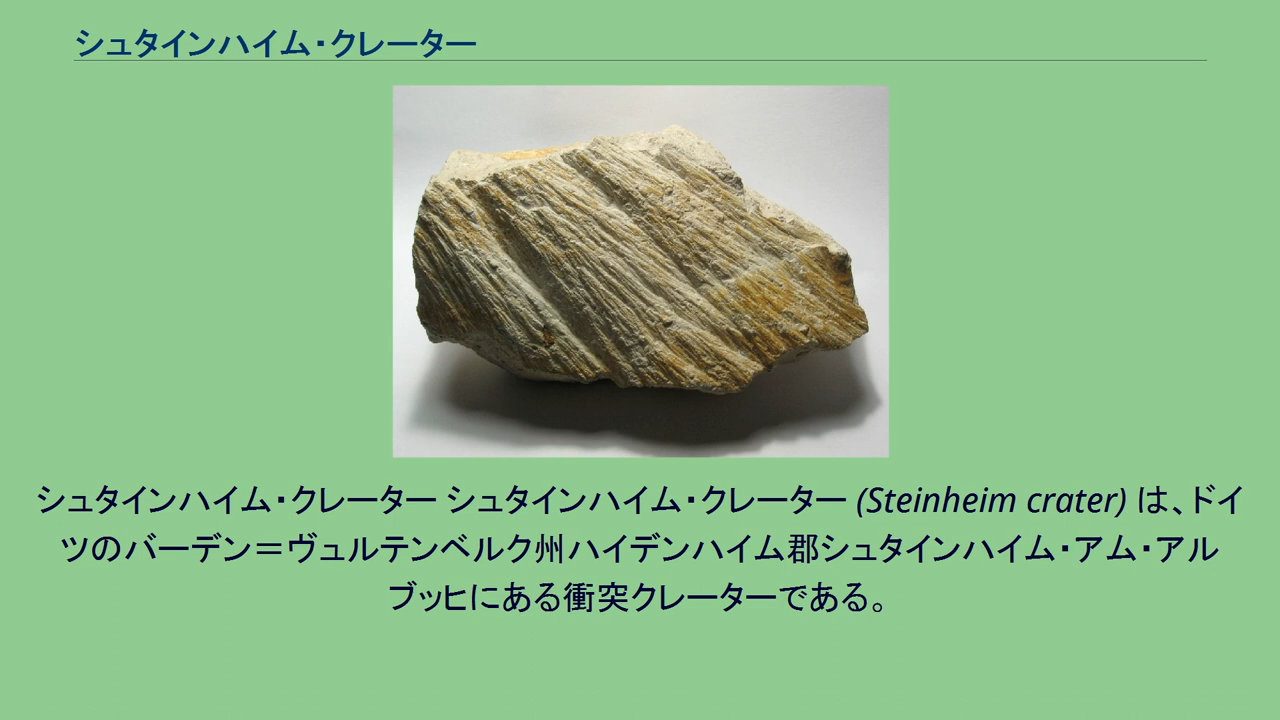 シュタインハイム・クレーター
シュタインハイム・クレーター シュタインハイム・クレーター (Steinheim crater) は、ドイ
ツのバーデン＝ヴュルテンベルク州ハイデンハイム郡シュタインハイム・アム・アル
ブッヒにある衝突クレーターである。